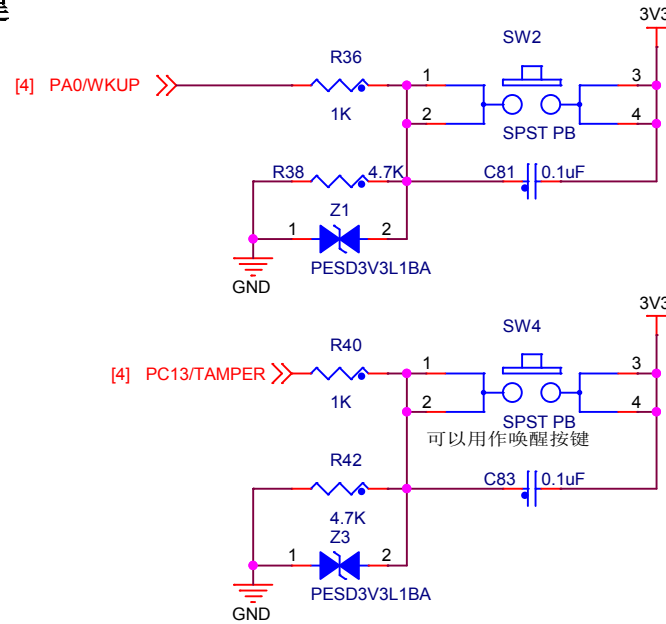 3V3
SW2
R36
[4] PA0/WKUP
1
3
2
4
1K
SPST PB
R38
4.7K
C81
0.1uF
Z1
1
2
PESD3V3L1BA
GND
3V3
SW4
R40
[4] PC13/TAMPER
1
3
2
4
1K
SPST PB
可以用作唤醒按键
R42
C83
0.1uF
4.7K
Z3
1
2
PESD3V3L1BA
GND